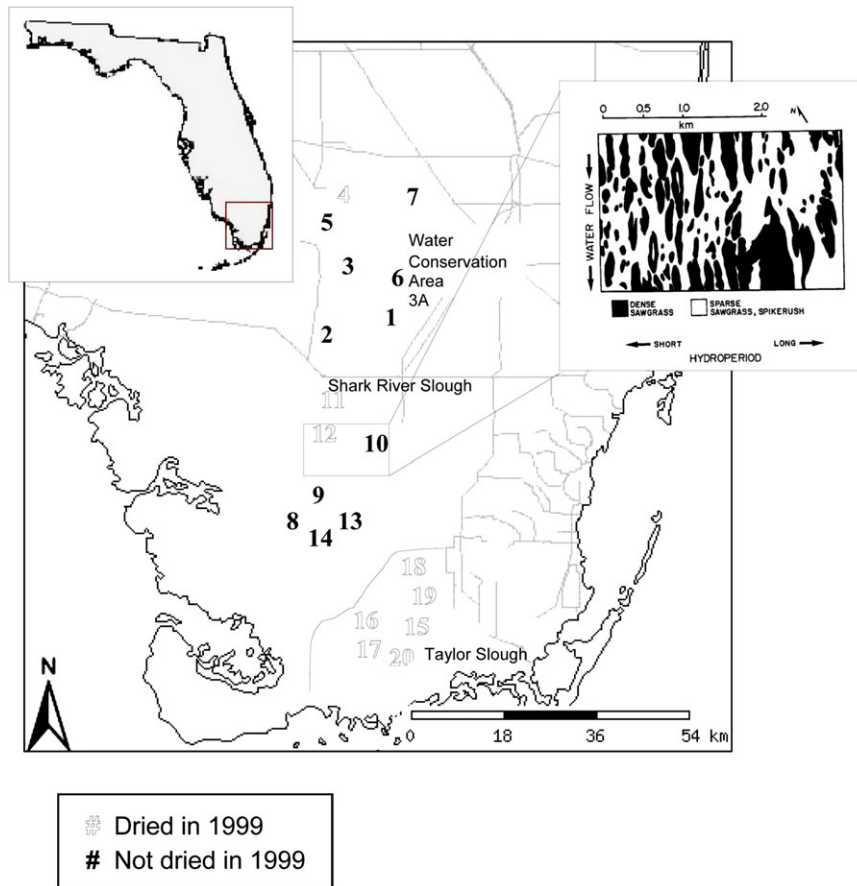 0 0.5 1.0 2.0
km
N
WATER FLOW
DENSE
SAWGRASS
SPARSE
SAWGRASS, SPIKERUSH
SHORT
LONG
HYDROPERIOD
4
7
5
Water
Conservation
Area
3A
3
6
1
2
Shark River Slough
11
12
10
9
8
13
14
18
19
16
15
17
20
Taylor Slough
N
0 18 36 54 km
# Dried in 1999
# Not dried in 1999